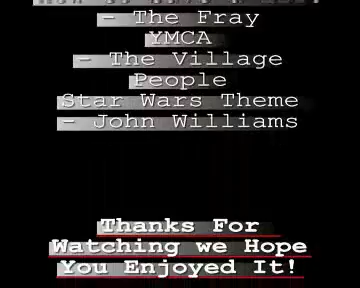 - The Fray
YMCA
- The Village
People
Star Wars Theme
- John Williams
Thanks For
Watching we Hope
You Enjoyed It!